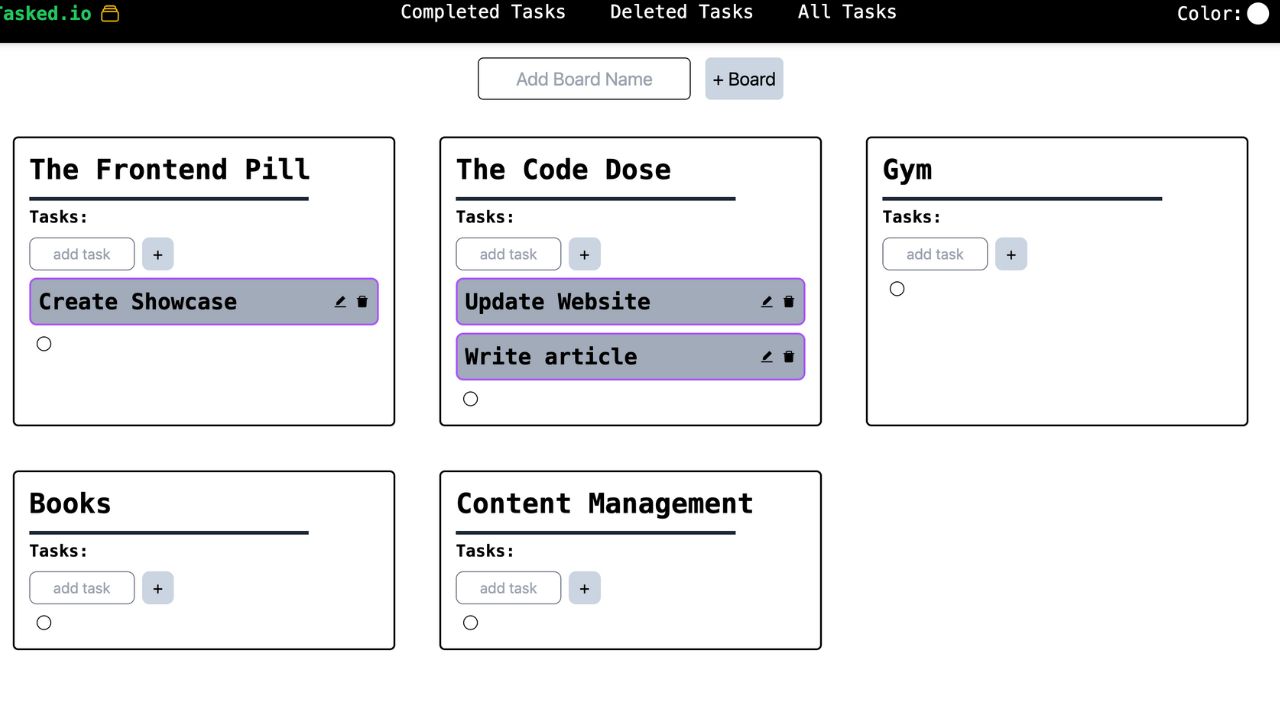 Tasked.io
Completed Tasks
Deleted Tasks
All Tasks
Color:
Add Board Name
+ Board
The Frontend Pill
Tasks:
add task
+
Create Showcase
The Code Dose
Tasks:
add task
+
Update Website
Write article
Gym
Tasks:
add task
+
Books
Tasks:
add task
+
Content Management
Tasks:
add task
+